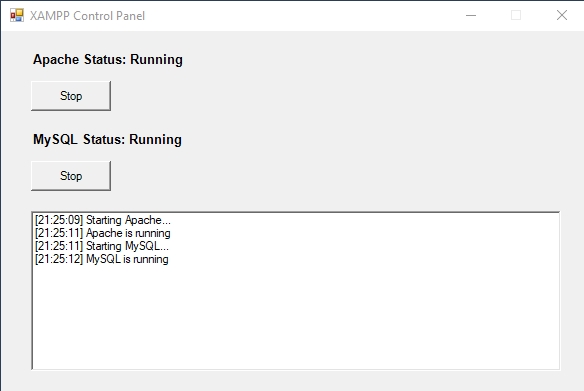 XAMPP Control Panel
Apache Status: Running
Stop
MySQL Status: Running
Stop
[21:25:09] Starting Apache...
[21:25:11] Apache is running
[21:25:11] Starting MySQL...
[21:25:12] MySQL is running